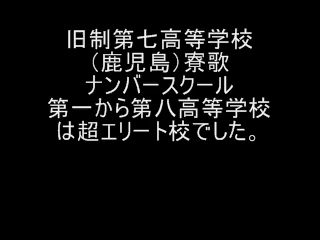 旧制第七高等学校
（鹿児島）寮歌
ナンバースクール
第一から第八高等学校
は超エリート校でした。